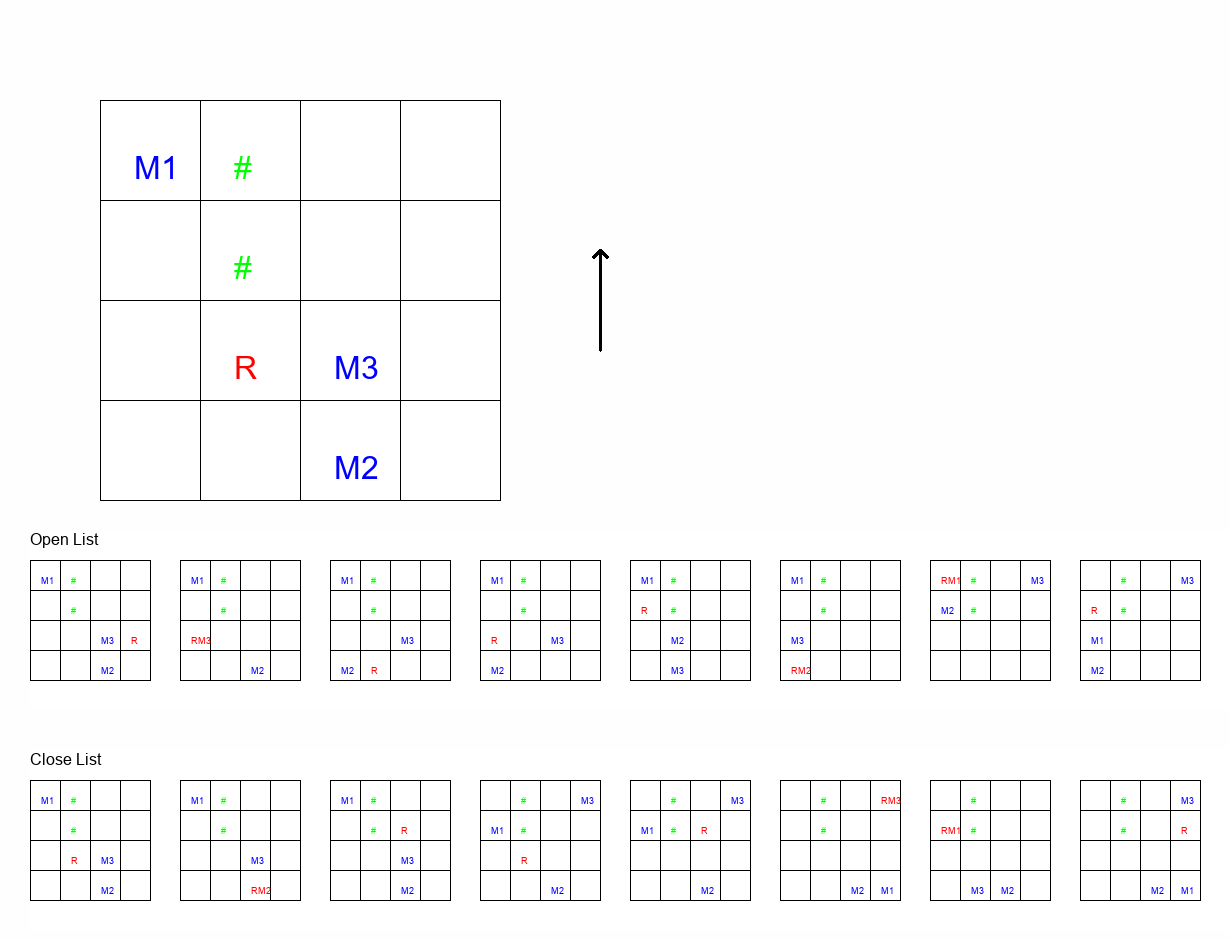 M1 #
#
R M3
M2
Open List
M1 # M1 # M1 # M1 # M1 # M1 # RM1 # M3 # M3
# # # # R # # M2 # R #
M3 R RM3 M3 R M3 M2 M3 M1
M2 M2 M2 R M2 M3 RM2 M2
Close List
M1 # M1 # M1 # # M3 # M3 # RM3 # # M3
# # # R M1 # M1 # R # RM1 # # R
R M3 M3 M3 R
M2 RM2 M2 M2 M2 M2 M1 M3 M2 M2 M1